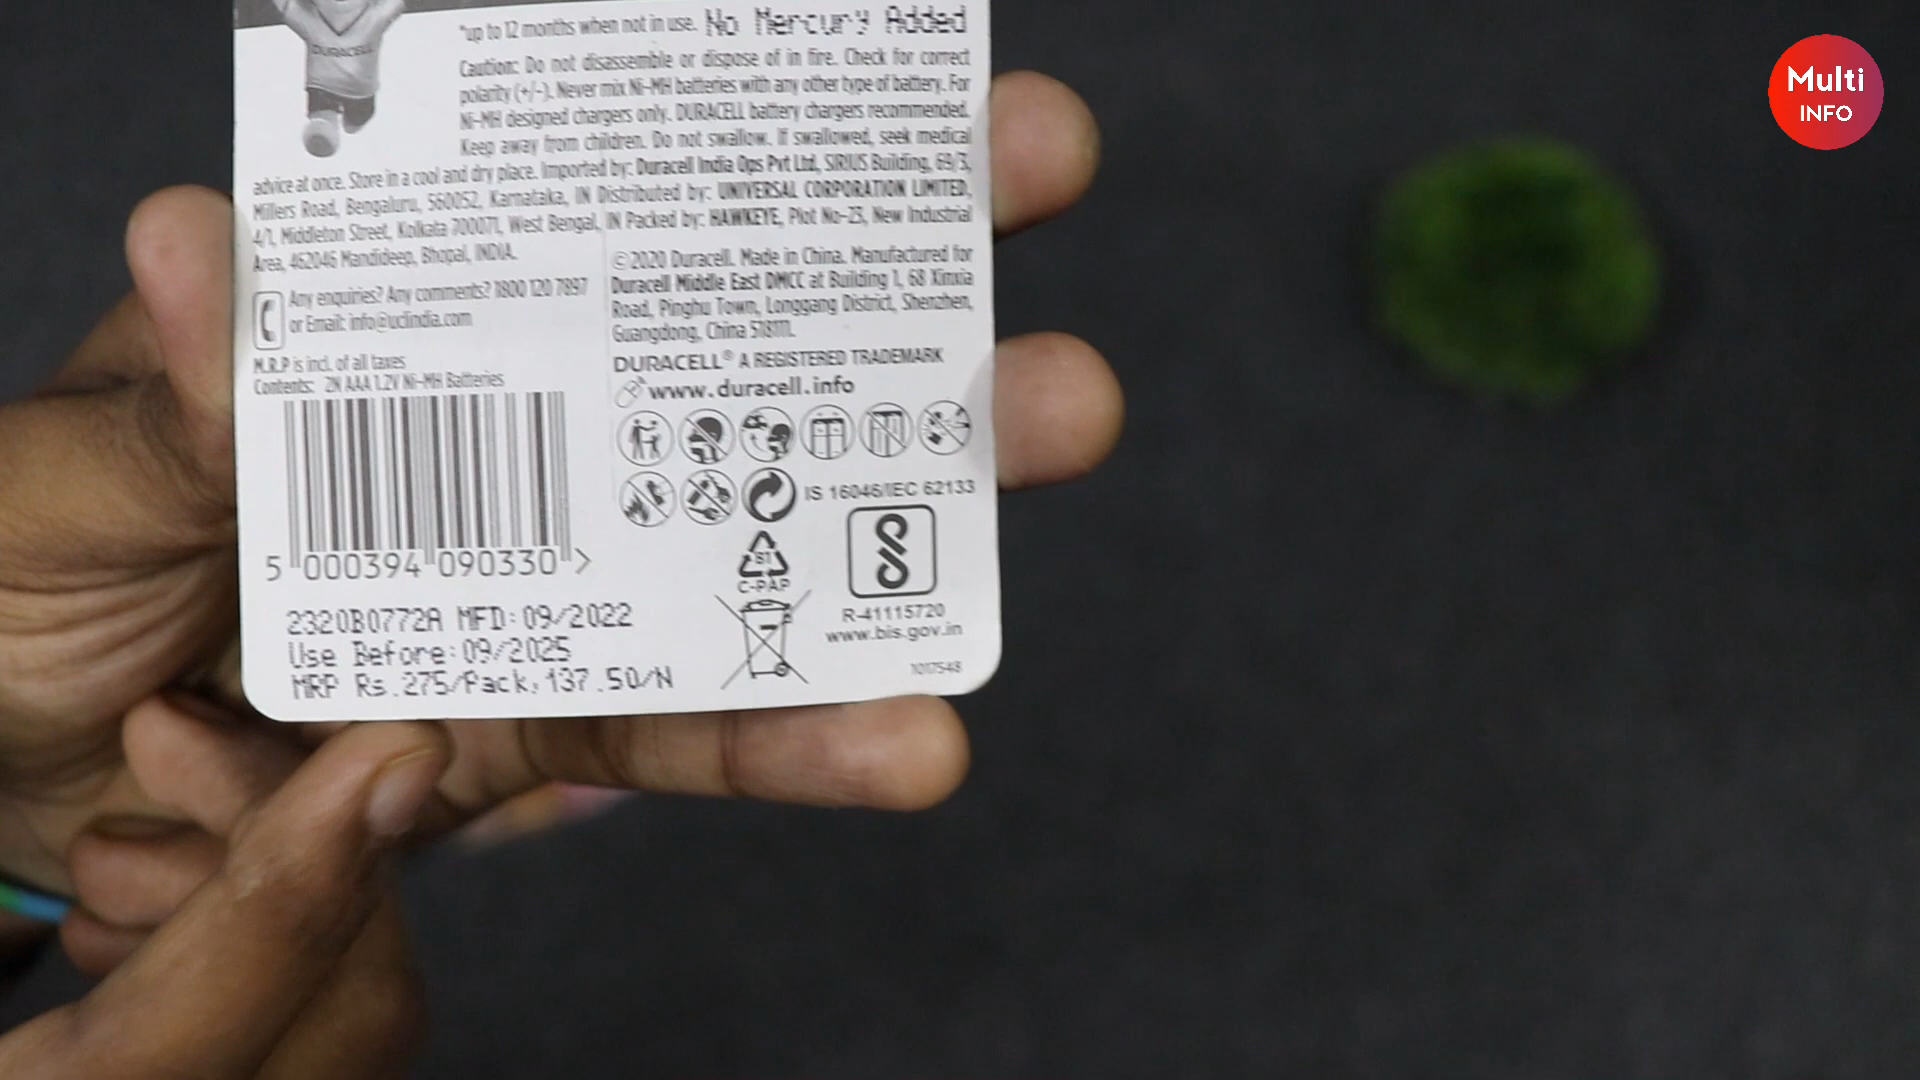 DURACELL
*up to 12 months when not in use. No Mercury Added
Caution: Do not disassemble or dispose of in fire. Check for correct
polarity (+/-). Never mix Ni-MH batteries with any other type of battery. For
Ni-MH designed chargers only. DURACELL battery chargers recommended.
Keep away from children. Do not swallow. If swallowed, seek medical
advice at once. Store in a cool and dry place. Imported by: Duracell India Ops Pvt Ltd, SIRIUS Building, 69/3,
Millers Road, Bengaluru, 560052, Karnataka, IN Distributed by: UNIVERSAL CORPORATION LIMITED,
4/1, Middleton Street, Kolkata 700071, West Bengal, IN Packed by: HAWKEYE, Plot No-23, New Industrial
Area, 462046 Mandideep, Bhopal, INDIA.
Any enquiries? Any comments? 1800 120 7897
or Email: info@uclindia.com
M.R.P is incl. of all taxes
Contents: 2N AAA 1.2V Ni-MH Batteries
5 000394 090330 >
2320B0772A MFD:09/2022
Use Before:09/2025
MRP Rs.275/Pack,137.50/N
©2020 Duracell. Made in China. Manufactured for
Duracell Middle East DMCC at Building 1, 68 Xinxia
Road, Pinghu Town, Longgang District, Shenzhen,
Guangdong, China 518111.
DURACELL® A REGISTERED TRADEMARK
www.duracell.info
IS 16046/IEC 62133
81
C-PAP
R-41115720
www.bis.gov.in
1017548
Multi
INFO